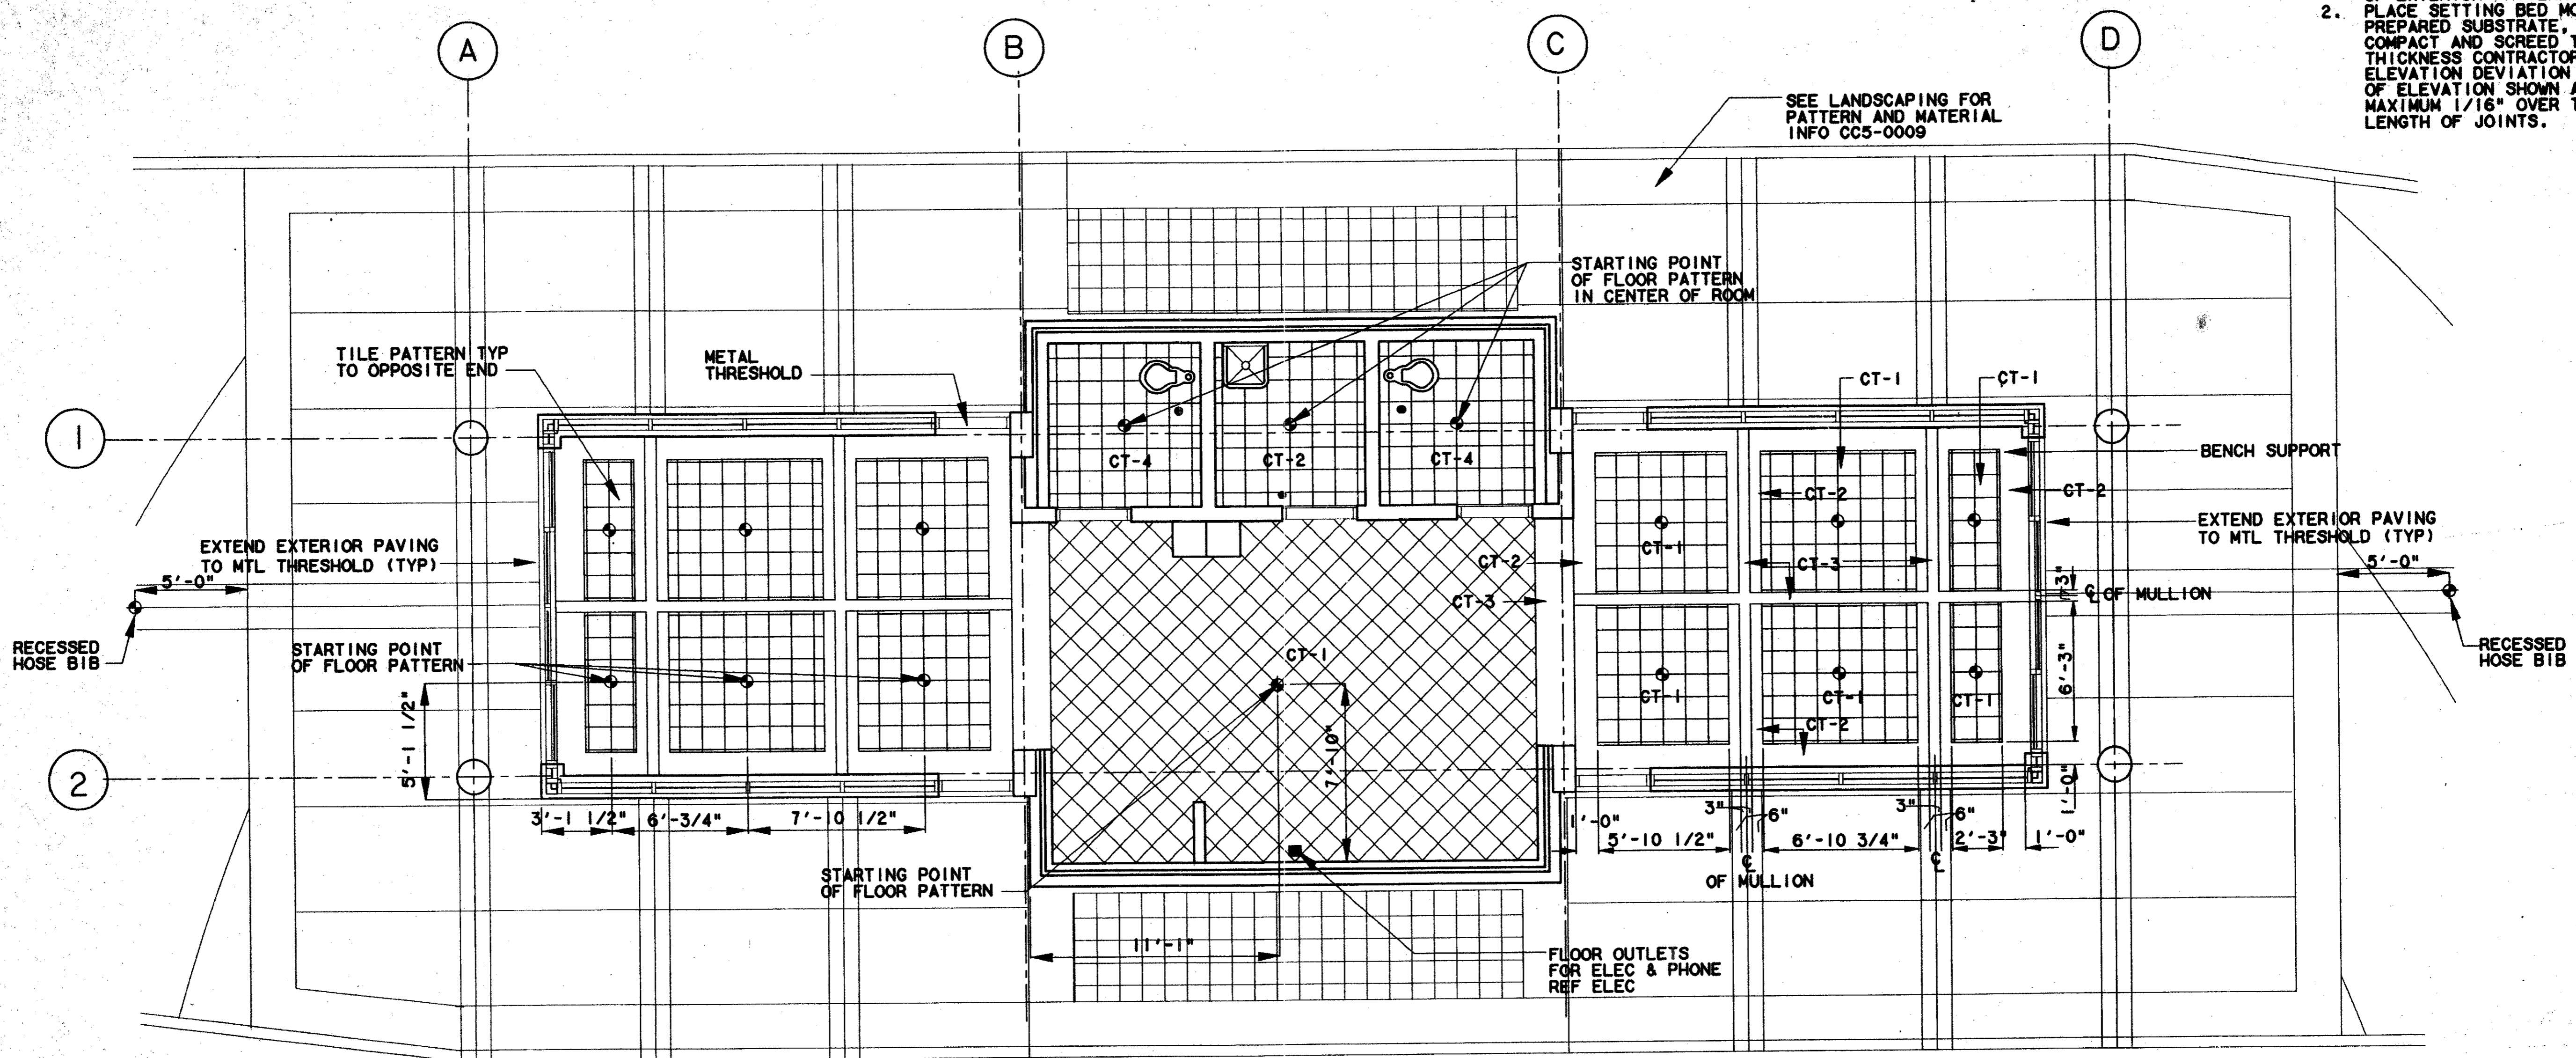 A
B
C
D
2. PLACE SETTING BED
PREPARED SUBSTRATE,
COMPACT AND SCREED
THICKNESS
ELEVATION DEVIATION
OF ELEVATION SHOWN
MAXIMUM 1/16" OVER
LENGTH OF JOINTS.
SEE LANDSCAPING FOR
PATTERN AND MATERIAL
INFO CC5-0009
STARTING POINT
OF FLOOR PATTERN
IN CENTER OF ROOM
TILE PATTERN TYP
TO OPPOSITE END
METAL
THRESHOLD
CT-1
CT-1
1
BENCH SUPPORT
CT-4
CT-2
CT-4
CT-2
CT-2
EXTEND EXTERIOR PAVING
TO MTL THRESHOLD (TYP)
EXTEND EXTERIOR PAVING
TO MTL THRESHOLD (TYP)
CT-1
CT-2
CT-3
5'-0"
5'-0"
3"
CT-3
℄ OF MULLION
RECESSED
HOSE BIB
STARTING POINT
OF FLOOR PATTERN
CT-1
RECESSED
HOSE BIB
6'-3"
CT-1
CT-1
CT-1
5'-1 1/2"
CT-2
7'-10"
2
1'-0"
3'-1 1/2"
6'-3/4"
7'-10 1/2"
1'-0"
3"
6"
3"
6"
5'-10 1/2"
6'-10 3/4"
2'-3"
1'-0"
℄
℄
OF MULLION
STARTING POINT
OF FLOOR PATTERN
11'-1"
FLOOR OUTLETS
FOR ELEC & PHONE
REF ELEC